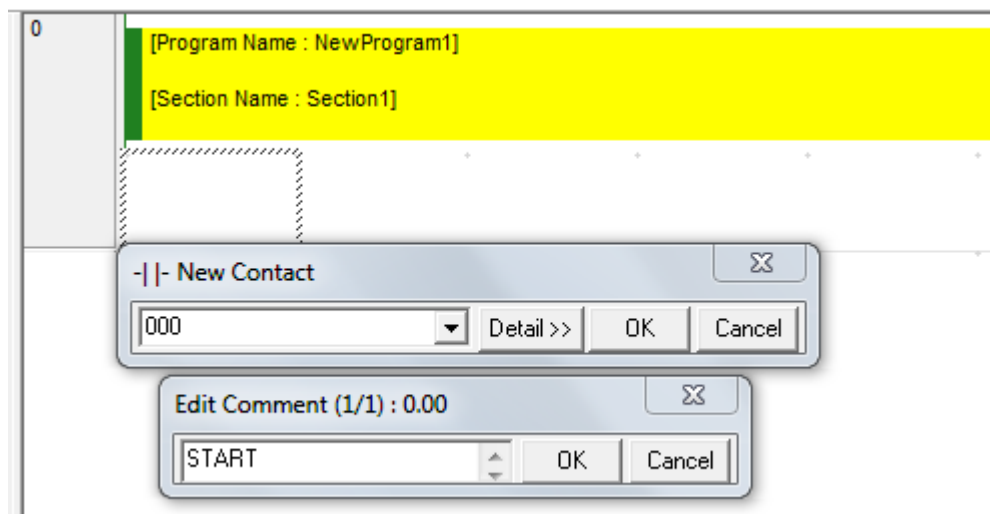 0
[Program Name : NewProgram1]
[Section Name : Section1]
-| |- New Contact
000 Detail >> OK Cancel
Edit Comment (1/1) : 0.00
START OK Cancel